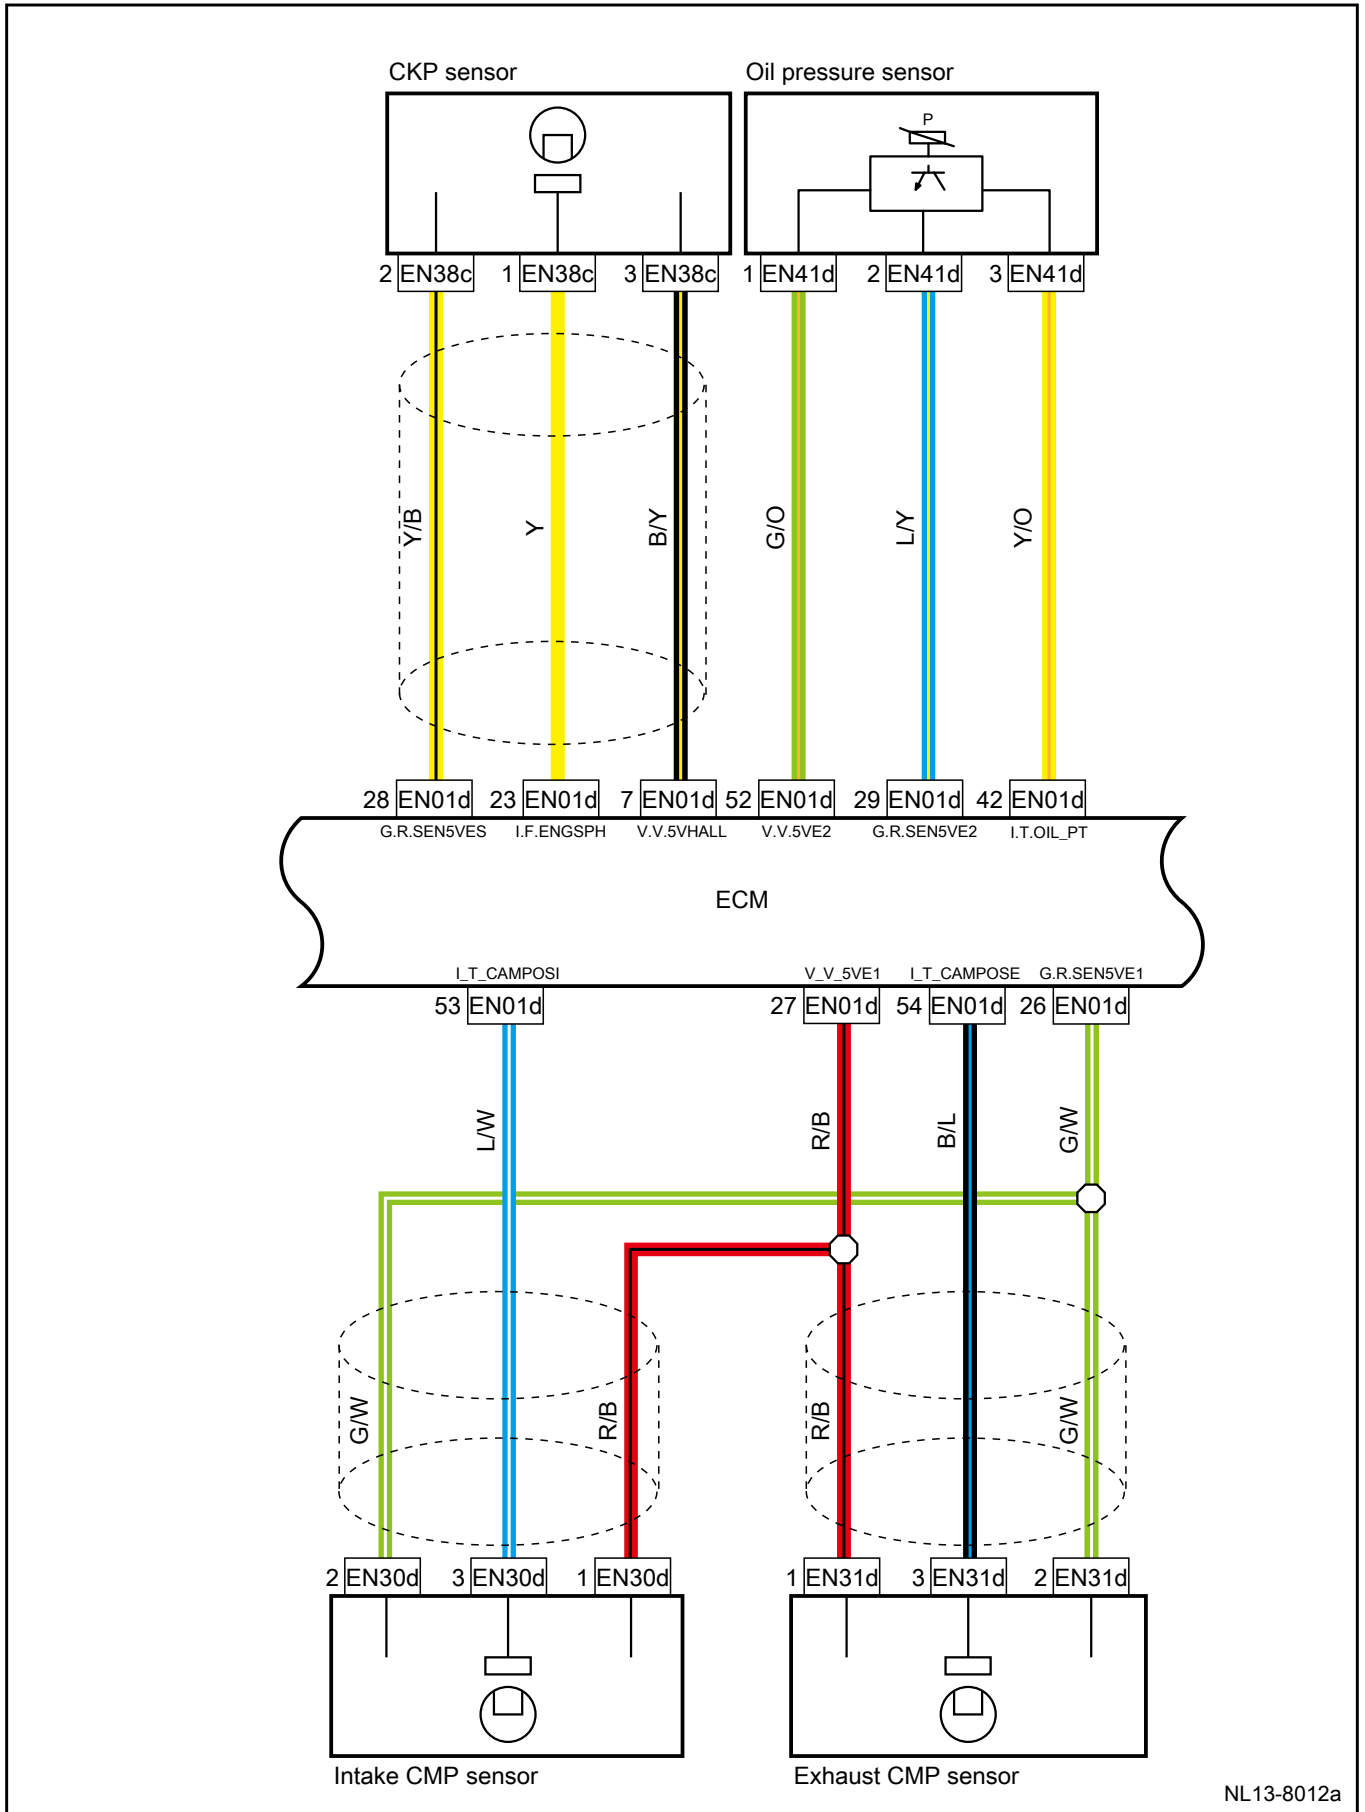 CKP sensor Oil pressure sensor
P
2 EN38c 1 EN38c 3 EN38c 1 EN41d 2 EN41d 3 EN41d
Y/B Y B/Y G/O L/Y Y/O
28 EN01d 23 EN01d 7 EN01d 52 EN01d 29 EN01d 42 EN01d
G.R.SEN5VES I.F.ENGSPH V.V.5VHALL V.V.5VE2 G.R.SEN5VE2 I.T.OIL_PT
ECM
I_T_CAMPOSI V_V_5VE1 I_T_CAMPOSE G.R.SEN5VE1
53 EN01d 27 EN01d 54 EN01d 26 EN01d
L/W R/B B/L G/W
G/W R/B R/B G/W
2 EN30d 3 EN30d 1 EN30d 1 EN31d 3 EN31d 2 EN31d
Intake CMP sensor Exhaust CMP sensor
NL13-8012a